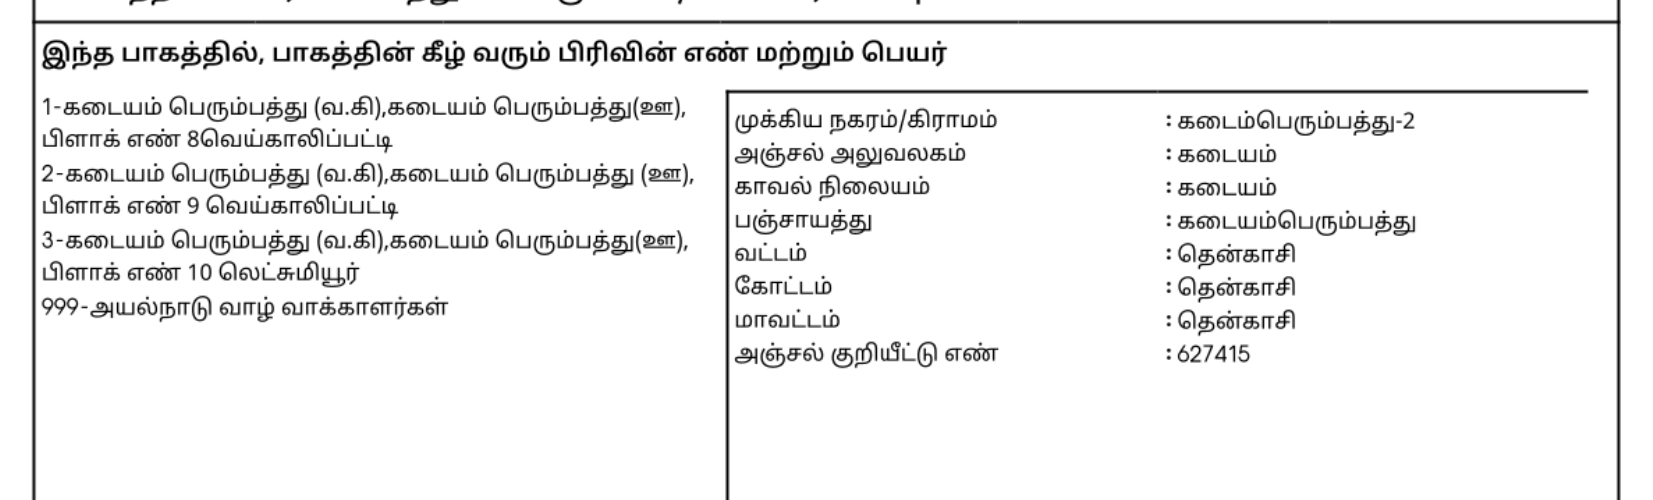 இந்த பாகத்தில், பாகத்தின் கீழ் வரும் பிரிவின் எண் மற்றும் பெயர்
1-கடையம் பெரும்பத்து (வ.கி),கடையம் பெரும்பத்து(ஊ),
பிளாக் எண் 8வெய்காலிப்பட்டி
2-கடையம் பெரும்பத்து (வ.கி),கடையம் பெரும்பத்து (ஊ),
பிளாக் எண் 9 வெய்காலிப்பட்டி
3-கடையம் பெரும்பத்து (வ.கி),கடையம் பெரும்பத்து(ஊ),
பிளாக் எண் 10 லெட்சுமியூர்
999-அயல்நாடு வாழ் வாக்காளர்கள்
முக்கிய நகரம்/கிராமம் : கடைம்பெரும்பத்து-2
அஞ்சல் அலுவலகம் : கடையம்
காவல் நிலையம் : கடையம்
பஞ்சாயத்து : கடையம்பெரும்பத்து
வட்டம் : தென்காசி
கோட்டம் : தென்காசி
மாவட்டம் : தென்காசி
அஞ்சல் குறியீட்டு எண் : 627415